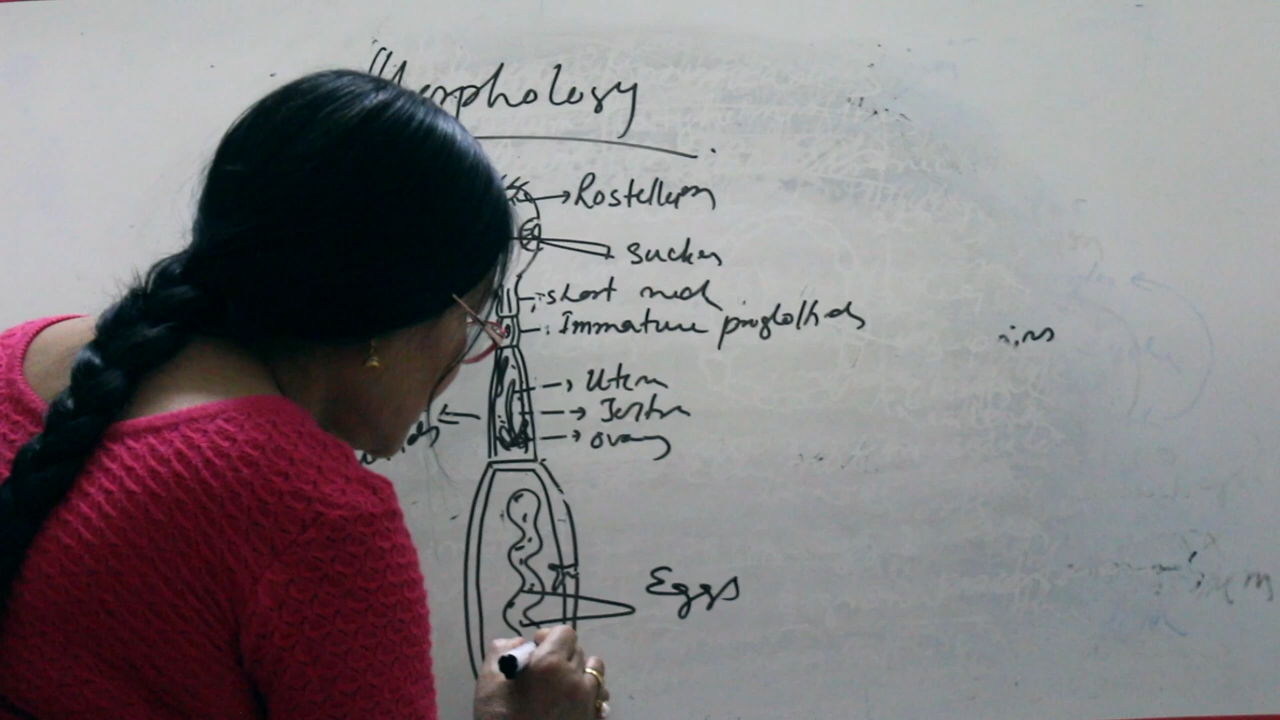 Morphology
Rostellum
Sucker
short neck
Immature proglottids
Uterus
Testes
ovary
Eggs